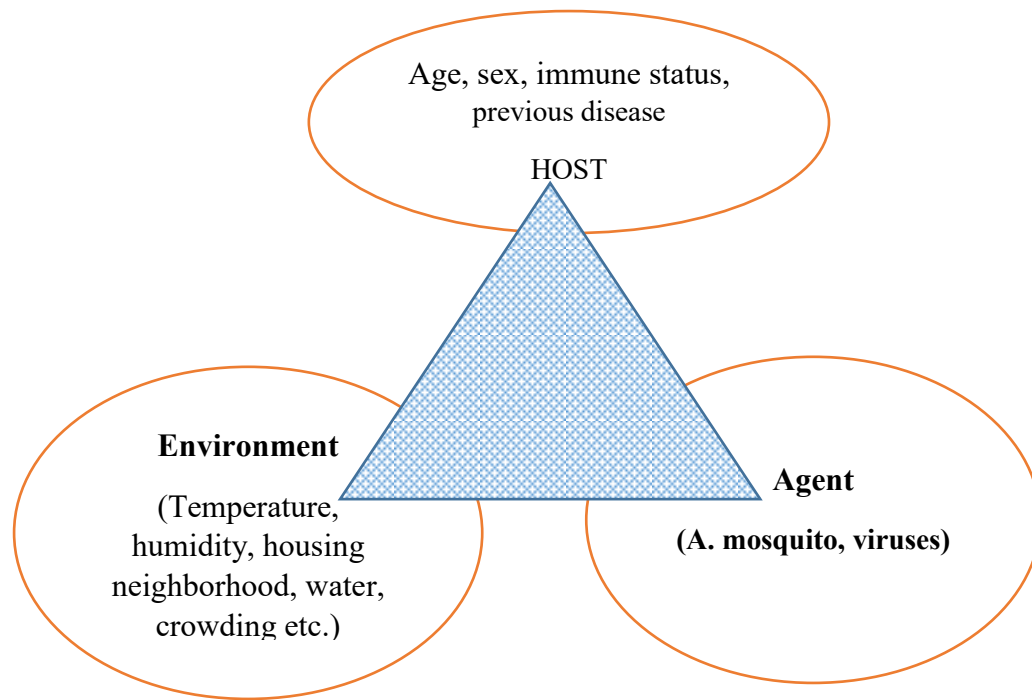 Age, sex, immune status,
previous disease
HOST
Environment
(Temperature,
humidity, housing
neighborhood, water,
crowding etc.)
Agent
(A. mosquito, viruses)